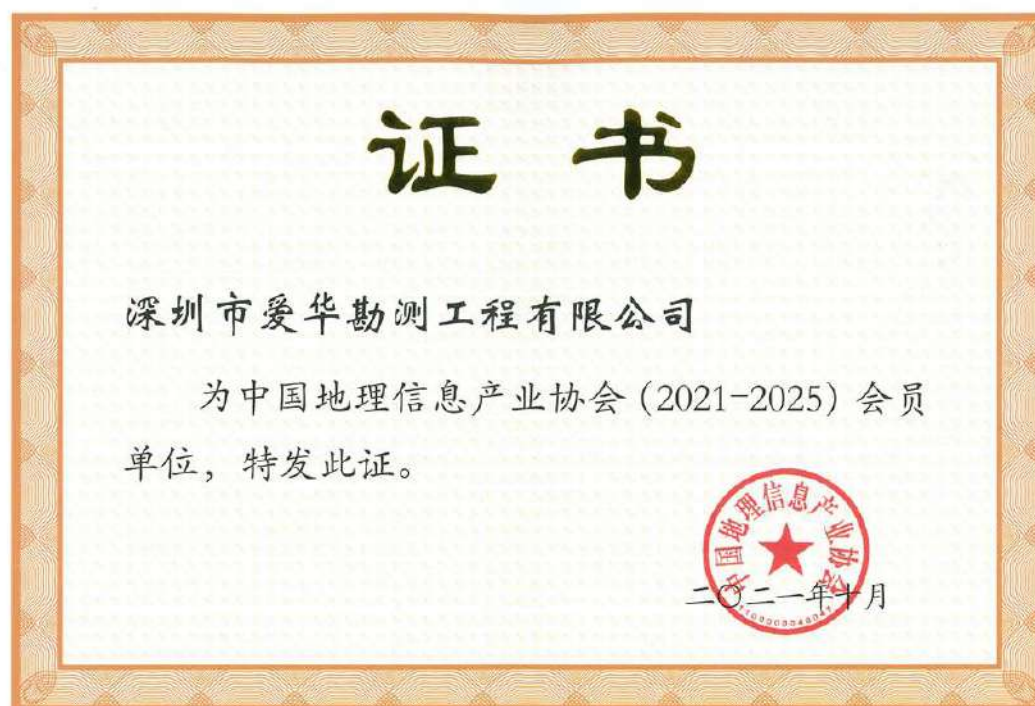 证书
深圳市爱华勘测工程有限公司
为中国地理信息产业协会(2021-2025)会员
单位，特发此证。
中国地理信息产业协会
二〇二一年十月